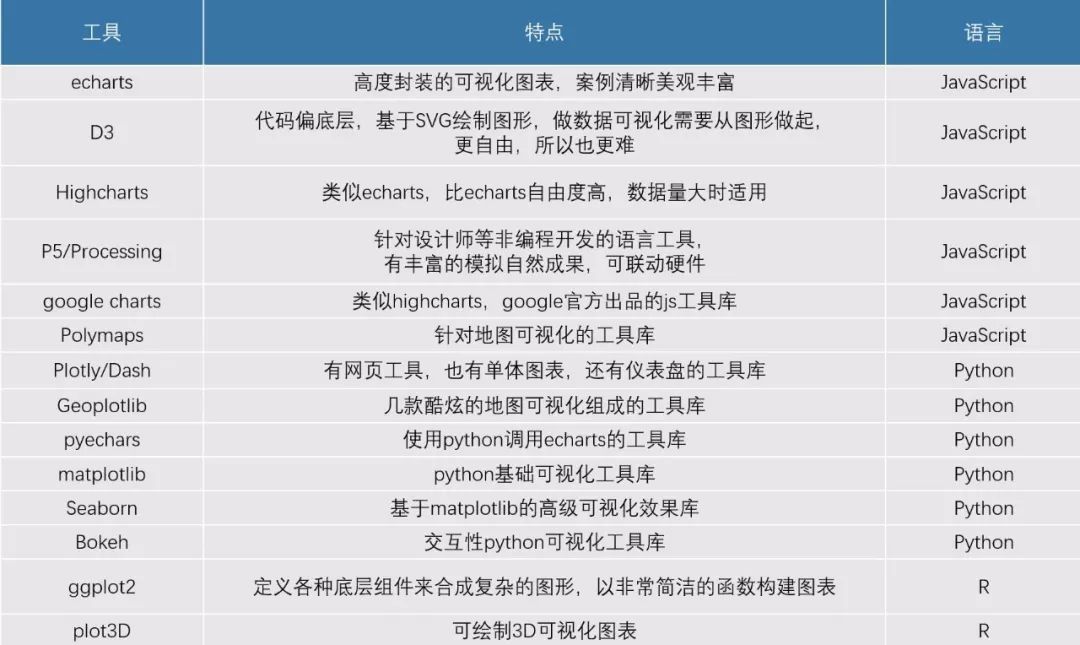 工具 特点 语言
echarts 高度封装的可视化图表，案例清晰美观丰富 JavaScript
D3 代码偏底层，基于SVG绘制图形，做数据可视化需要从图形做起， JavaScript
更自由，所以也更难
Highcharts 类似echarts，比echarts自由度高，数据量大时适用 JavaScript
P5/Processing 针对设计师等非编程开发的语言工具， JavaScript
有丰富的模拟自然成果，可联动硬件
google charts 类似highcharts，google官方出品的js工具库 JavaScript
Polymaps 针对地图可视化的工具库 JavaScript
Plotly/Dash 有网页工具，也有单体图表，还有仪表盘的工具库 Python
Geoplotlib 几款酷炫的地图可视化组成的工具库 Python
pyechars 使用python调用echarts的工具库 Python
matplotlib python基础可视化工具库 Python
Seaborn 基于matplotlib的高级可视化效果库 Python
Bokeh 交互性python可视化工具库 Python
ggplot2 定义各种底层组件来合成复杂的图形，以非常简洁的函数构建图表 R
plot3D 可绘制3D可视化图表 R